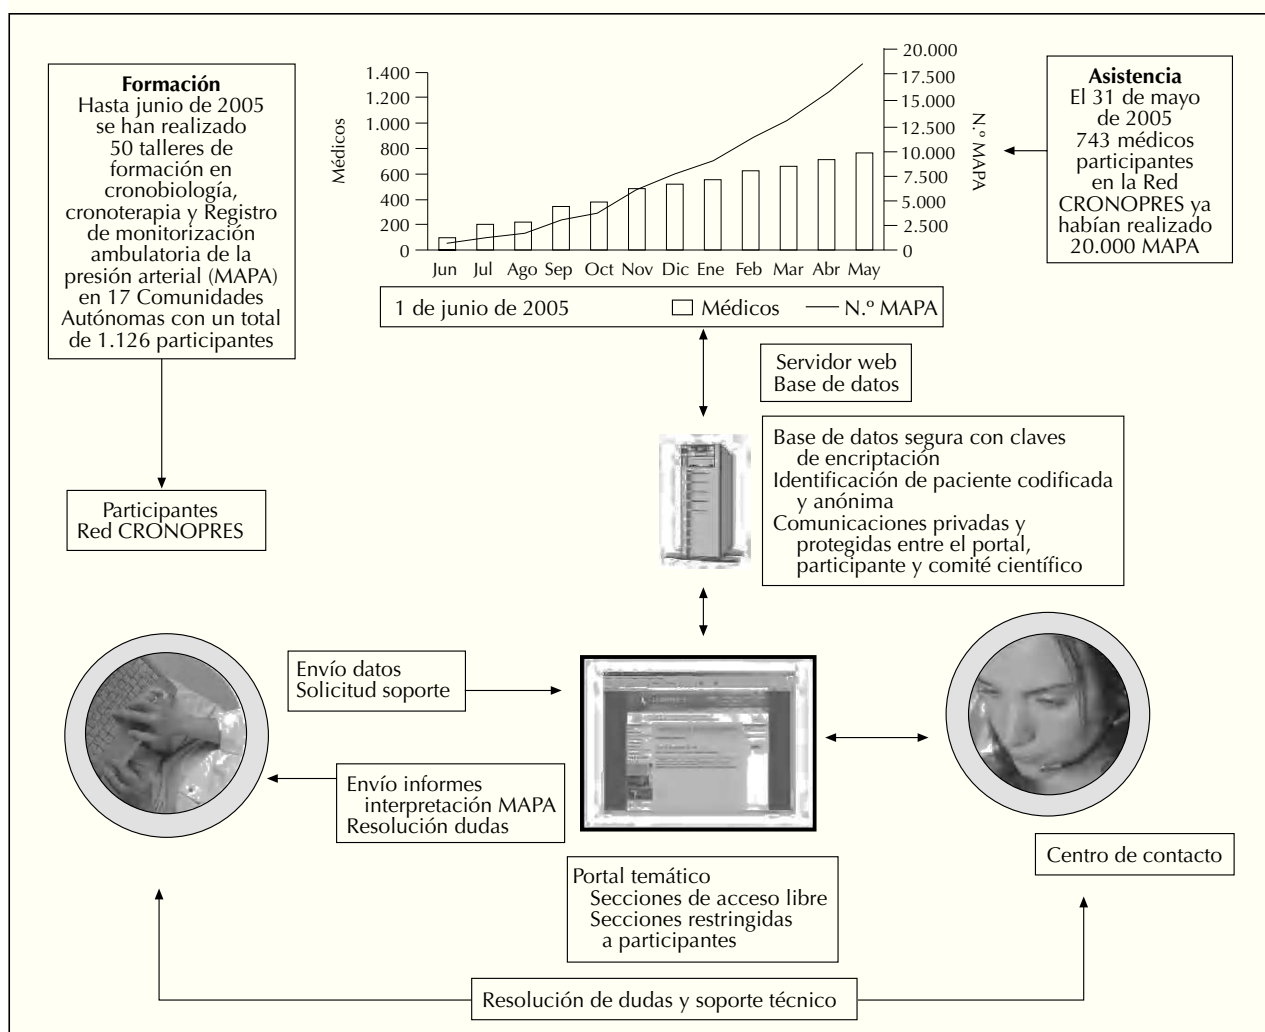 Formación
Hasta junio de 2005
se han realizado
50 talleres de
formación en
cronobiología,
cronoterapia y Registro
de monitorización
ambulatoria de la
presión arterial (MAPA)
en 17 Comunidades
Autónomas con un total
de 1.126 participantes
Médicos
1.400
1.200
1.000
800
600
400
200
0
Jun Jul Ago Sep Oct Nov Dic Ene Feb Mar Abr May
20.000
17.500
15.000
12.500
10.000
7.500
5.000
2.500
0
N.º MAPA
1 de junio de 2005 Médicos N.º MAPA
Asistencia
El 31 de mayo
de 2005
743 médicos
participantes
en la Red
CRONOPRES ya
habían realizado
20.000 MAPA
Servidor web
Base de datos
Base de datos segura con claves
de encriptación
Identificación de paciente codificada
y anónima
Comunicaciones privadas y
protegidas entre el portal,
participante y comité científico
Participantes
Red CRONOPRES
Envío datos
Solicitud soporte
Envío informes
interpretación MAPA
Resolución dudas
Centro de contacto
Portal temático
Secciones de acceso libre
Secciones restringidas
a participantes
Resolución de dudas y soporte técnico